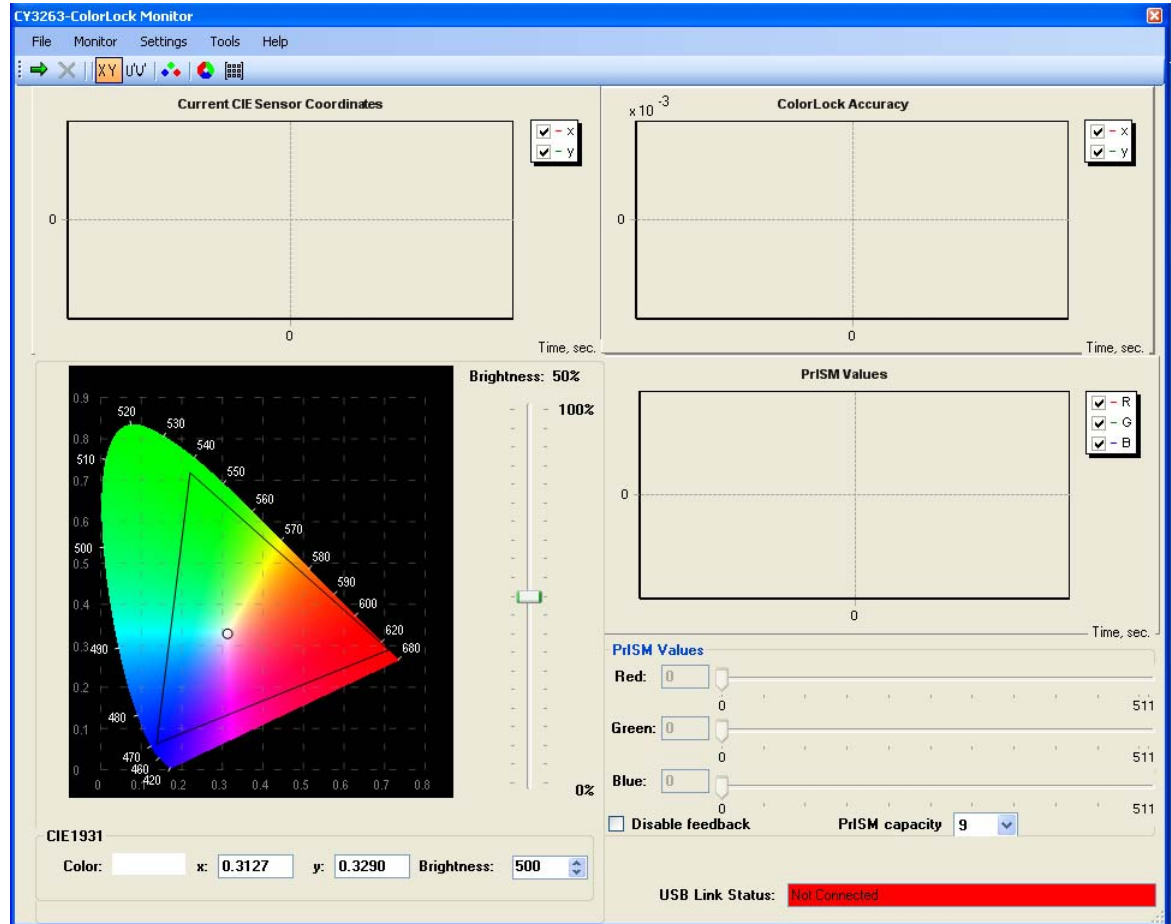 CY3263-ColorLock Monitor
File Monitor Settings Tools Help
XY U'V'
Current CIE Sensor Coordinates
x
y
0
0
Time, sec.
ColorLock Accuracy
x 10 -3
x
y
0
0
Time, sec.
Brightness: 50%
100%
0%
0.9
0.8
0.7
0.6
0.5
0.4
0.3
0.2
0.1
0
0 0.1 0.2 0.3 0.4 0.5 0.6 0.7 0.8
520
530
540
510
550
560
570
500
580
590
600
620
490
680
480
470
460
420
PrISM Values
R
G
B
0
0
Time, sec.
PrISM Values
Red: 0
0 511
Green: 0
0 511
Blue: 0
0 511
Disable feedback PrISM capacity 9
CIE1931
Color: x: 0.3127 y: 0.3290 Brightness: 500
USB Link Status: Not Connected